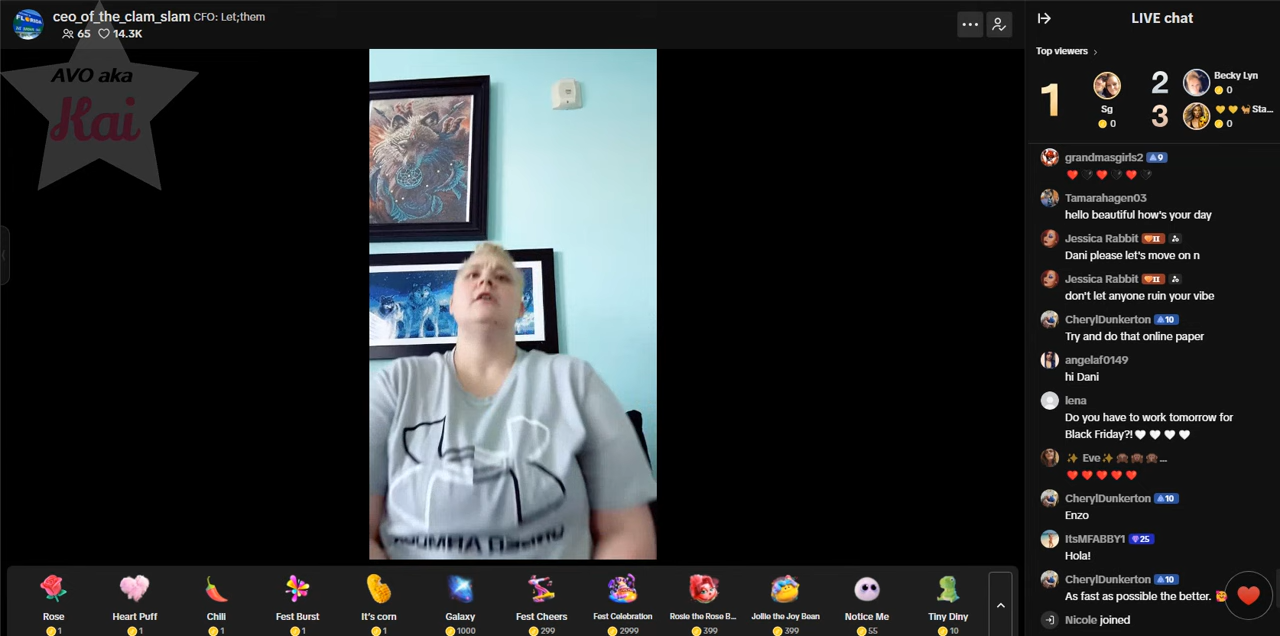 ceo_of_the_clam_slam CFO: Let;them
65 14.3K
AVO aka
Kai
UNDER ARMOUR
LIVE chat
Top viewers
1
Sg
0
2
Becky Lyn
0
3
Sta...
0
grandmasgirls2 9
Tamarahagen03
hello beautiful how's your day
Jessica Rabbit II
Dani please let's move on n
Jessica Rabbit II
don't let anyone ruin your vibe
CherylDunkerton 10
Try and do that online paper
angelaf0149
hi Dani
lena
Do you have to work tomorrow for
Black Friday?!
Eve ...
CherylDunkerton 10
Enzo
ItsMFABBY1 25
Hola!
CherylDunkerton 10
As fast as possible the better.
Nicole joined
Rose
1
Heart Puff
1
Chili
1
Fest Burst
1
It's corn
1
Galaxy
1000
Fest Cheers
299
Fest Celebration
2999
Rosie the Rose B...
399
Jollie the Joy Bean
399
Notice Me
55
Tiny Diny
10